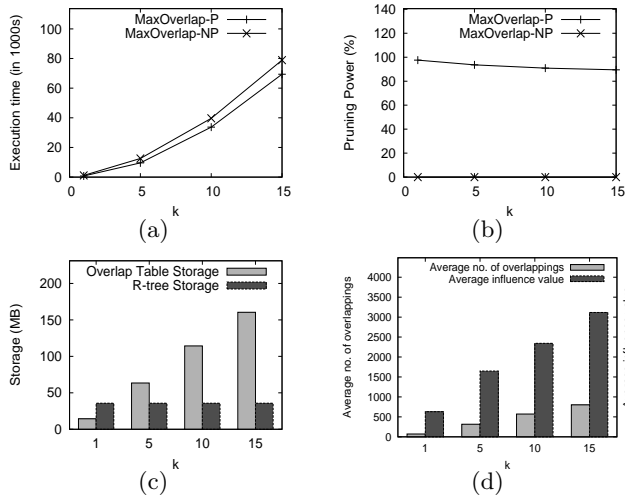 MaxOverlap-P
MaxOverlap-NP
Execution time (in 1000s)
100
80
60
40
20
0
0 5 10 15
k
(a)
MaxOverlap-P
MaxOverlap-NP
Pruning Power (%)
140
120
100
80
60
40
20
0
0 5 10 15
k
(b)
Overlap Table Storage
R-tree Storage
Storage (MB)
200
150
100
50
0
1 5 10 15
k
(c)
Average no. of overlappings
Average influence value
Average no. of overlappings
4000
3500
3000
2500
2000
1500
1000
500
0
1 5 10 15
k
(d)